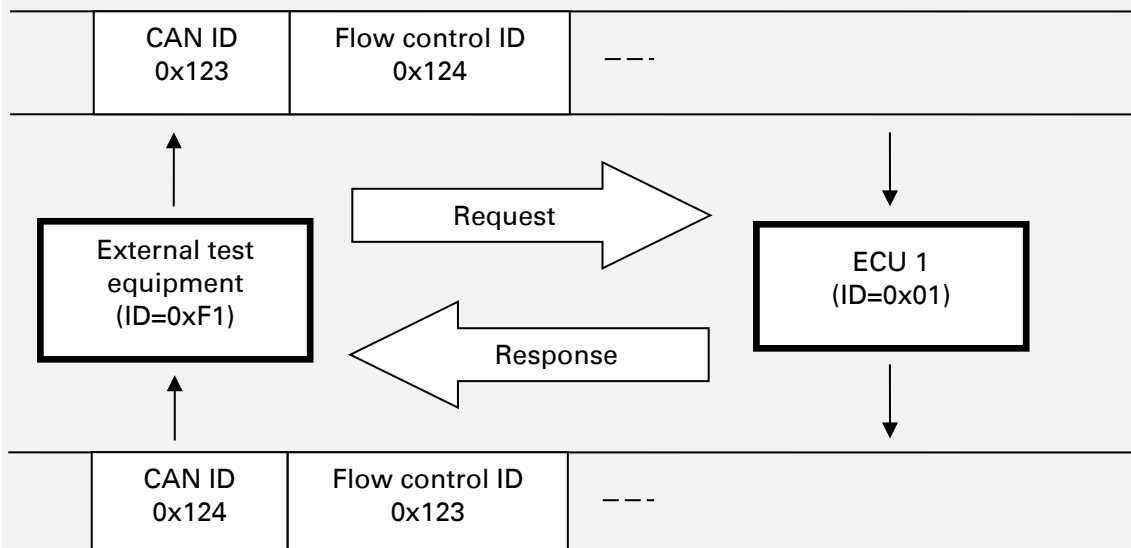 CAN ID
0x123
Flow control ID
0x124
Request
External test
equipment
(ID=0xF1)
ECU 1
(ID=0x01)
Response
CAN ID
0x124
Flow control ID
0x123